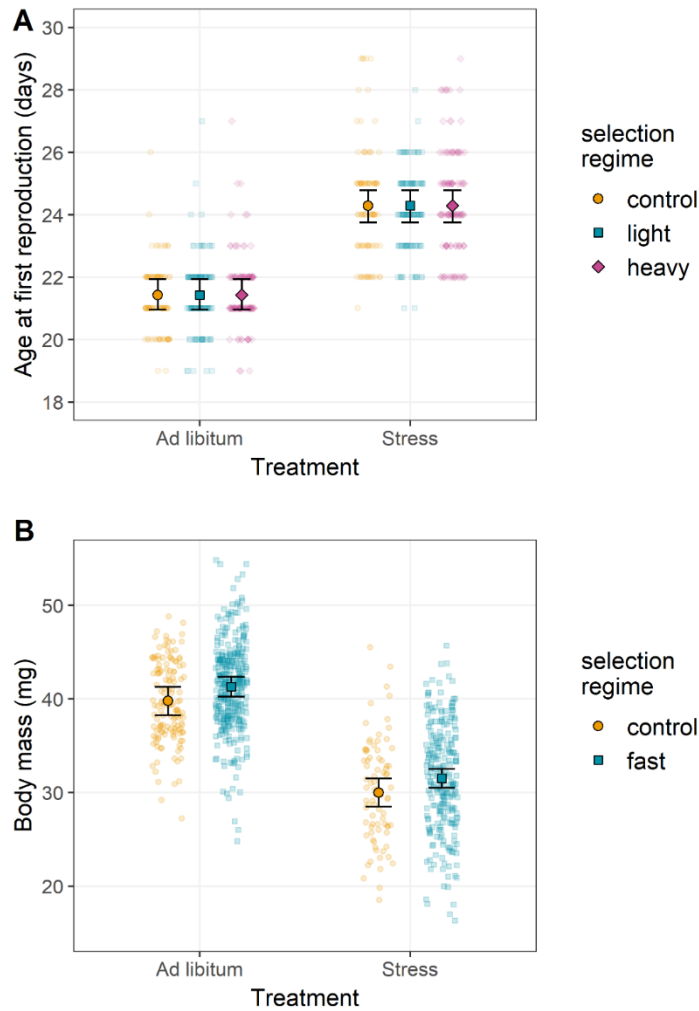 A
Age at first reproduction (days)
30
28
26
24
22
20
18
Ad libitum
Stress
Treatment
selection
regime
control
light
heavy
B
Body mass (mg)
50
40
30
20
Ad libitum
Stress
Treatment
selection
regime
control
fast